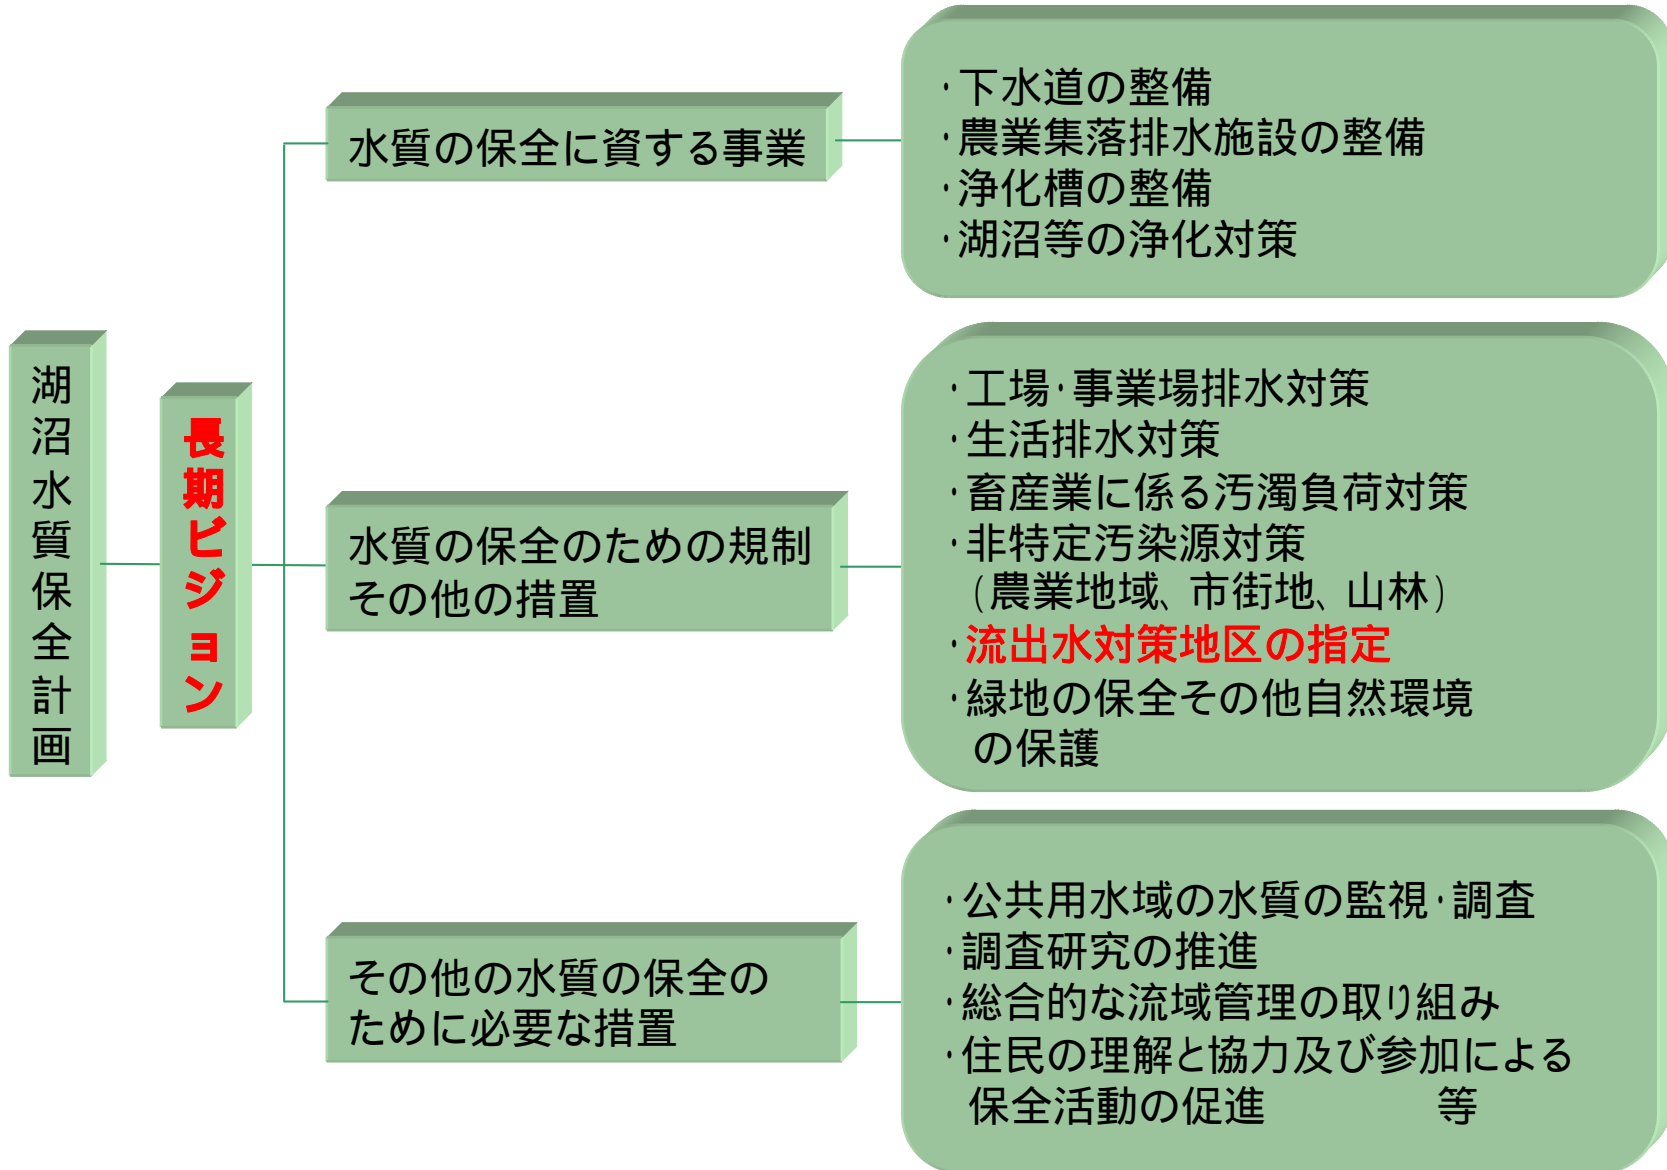 湖沼水質保全計画
長期ビジョン
水質の保全に資する事業
・下水道の整備
・農業集落排水施設の整備
・浄化槽の整備
・湖沼等の浄化対策
水質の保全のための規制
その他の措置
・工場・事業場排水対策
・生活排水対策
・畜産業に係る汚濁負荷対策
・非特定汚染源対策
(農業地域、市街地、山林)
・流出水対策地区の指定
・緑地の保全その他自然環境
の保護
その他の水質の保全の
ために必要な措置
・公共用水域の水質の監視・調査
・調査研究の推進
・総合的な流域管理の取り組み
・住民の理解と協力及び参加による
保全活動の促進　　　　等